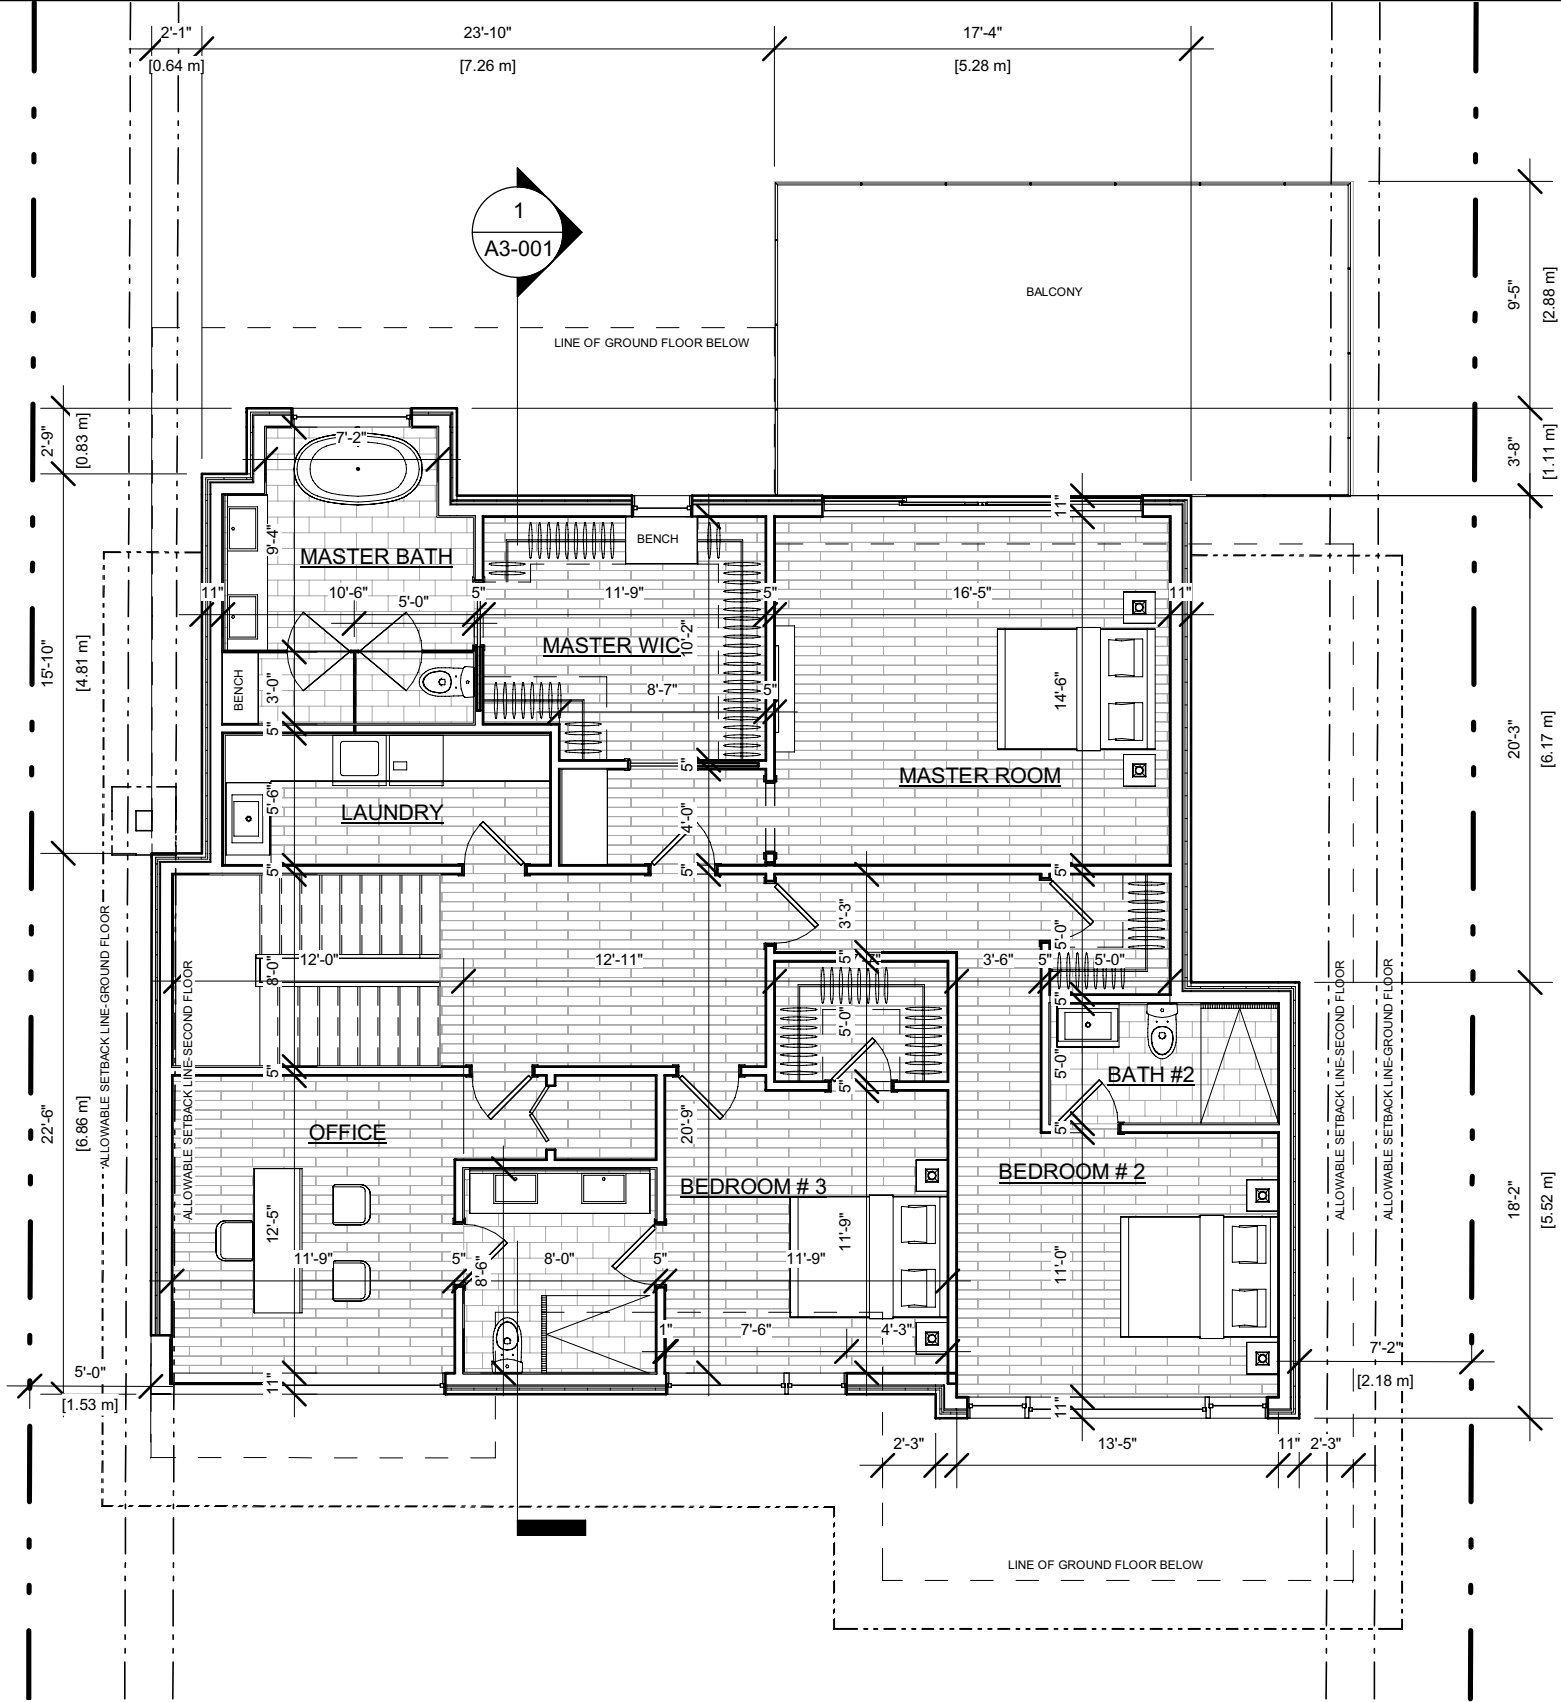 2'-1"
23'-10"
17'-4"
[0.64 m]
[7.26 m]
[5.28 m]
1
A3-001
BALCONY
9'-5"
[2.88 m]
LINE OF GROUND FLOOR BELOW
2'-9"
[0.83 m]
3'-8"
[1.11 m]
7'-2"
11"
BENCH
9'-4"
MASTER BATH
11"
10'-6"
5'-0"
5"
11'-9"
5"
16'-5"
11"
10'-2"
MASTER WIC
15'-10"
[4.81 m]
BENCH
3'-0"
8'-7"
5"
14'-6"
5"
20'-3"
[6.17 m]
5"
MASTER ROOM
5'-6"
LAUNDRY
4'-0"
5"
5"
5"
3'-3"
5'-0"
ALLOWABLE SETBACK LINE-GROUND FLOOR
ALLOWABLE SETBACK LINE-SECOND FLOOR
12'-0"
8'-0"
12'-11"
5"
3'-6"
5"
5'-0"
5"
5'-0"
5"
5"
5'-0"
BATH #2
5"
22'-6"
[6.86 m]
OFFICE
20'-9"
BEDROOM # 3
BEDROOM # 2
ALLOWABLE SETBACK LINE-SECOND FLOOR
ALLOWABLE SETBACK LINE-GROUND FLOOR
18'-2"
[5.52 m]
12'-5"
11'-9"
11'-9"
5"
8'-6"
8'-0"
5"
11'-9"
11'-0"
1"
7'-6"
4'-3"
7'-2"
[2.18 m]
5'-0"
[1.53 m]
11"
11"
2'-3"
13'-5"
11"
2'-3"
LINE OF GROUND FLOOR BELOW